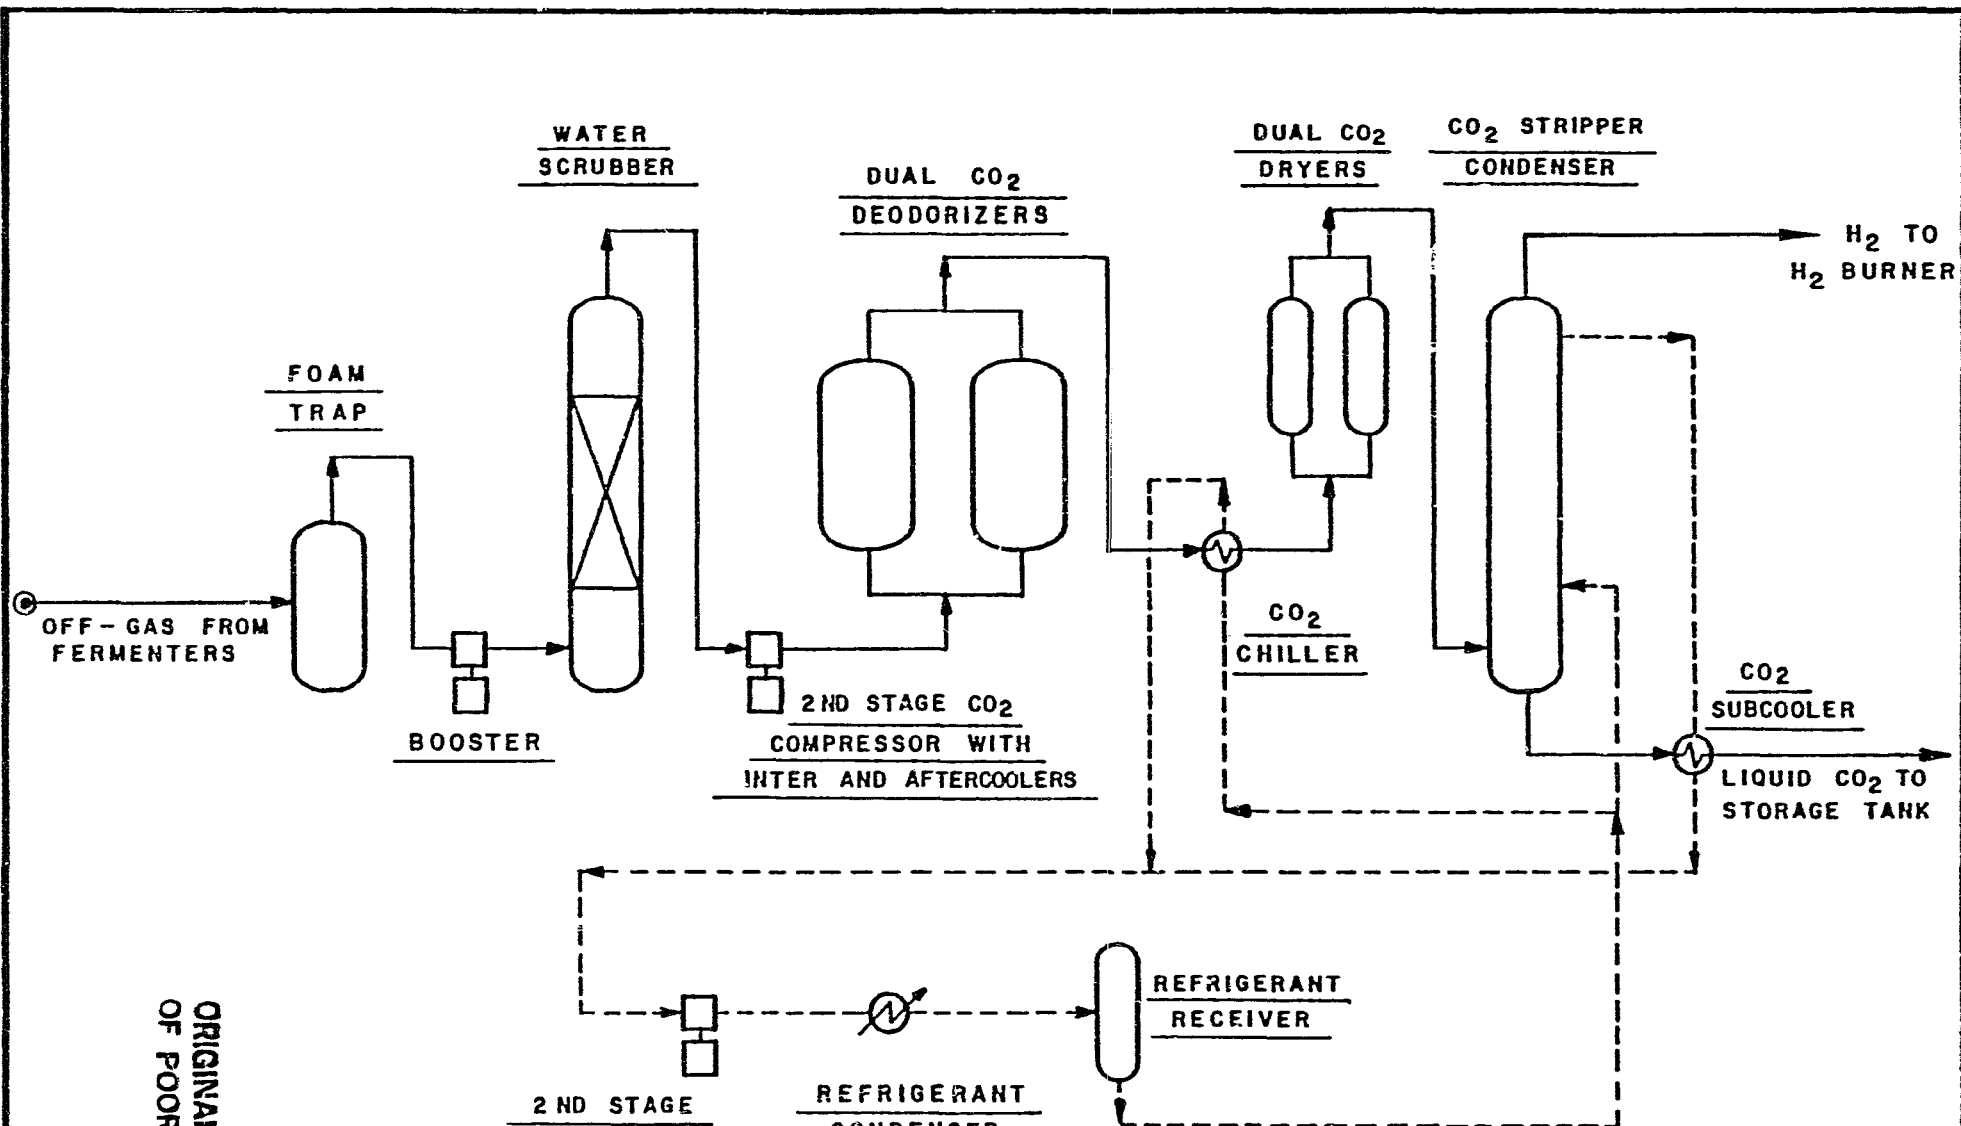 WATER
SCRUBBER
DUAL CO2
DEODORIZERS
DUAL CO2
DRYERS
CO2 STRIPPER
CONDENSER
H2 TO
H2 BURNER
FOAM
TRAP
OFF-GAS FROM
FERMENTERS
BOOSTER
2ND STAGE CO2
COMPRESSOR WITH
INTER AND AFTERCOOLERS
CO2
CHILLER
CO2
SUBCOOLER
LIQUID CO2 TO
STORAGE TANK
REFRIGERANT
RECEIVER
2ND STAGE
REFRIGERANT
CONDENSER
ORIGINAL
OF POOR